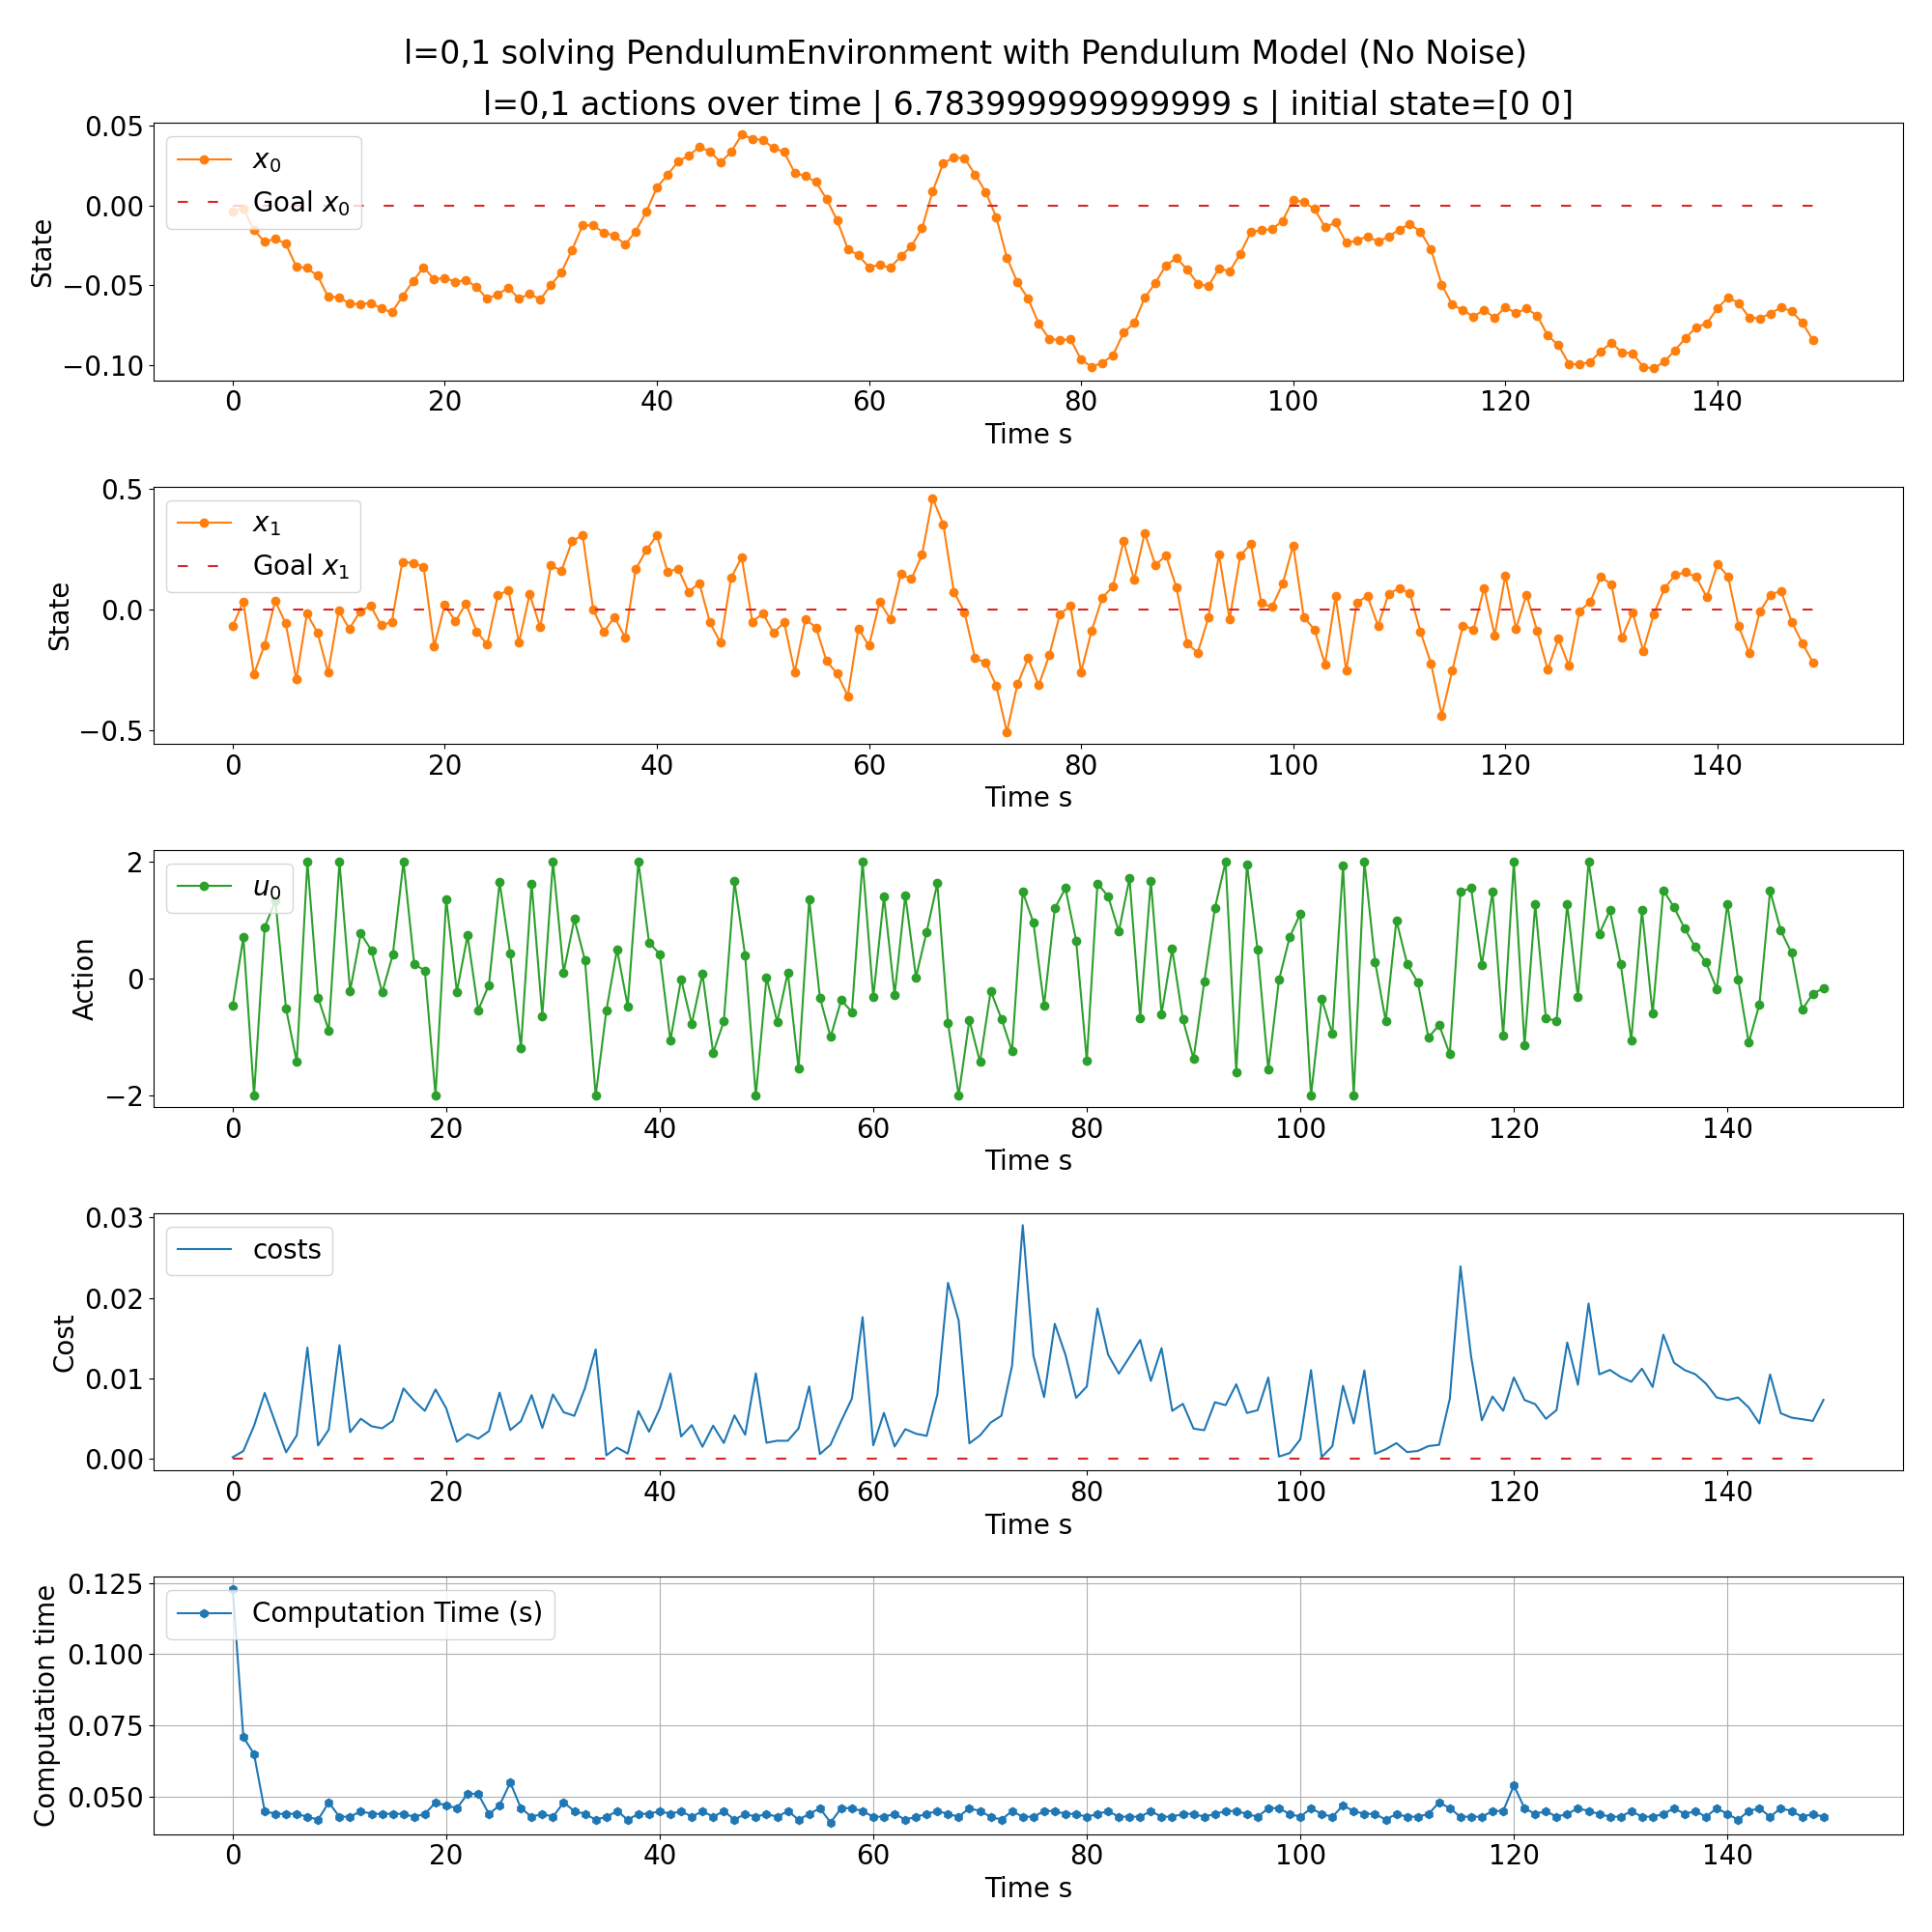 l=0,1 solving PendulumEnvironment with Pendulum Model (No Noise)
l=0,1 actions over time | 6.783999999999999 s | initial state=[0 0]
0.05
0.00
−0.05
−0.10
State
x0
Goal x0
0 20 40 60 80 100 120 140
Time s
0.5
0.0
−0.5
State
x1
Goal x1
0 20 40 60 80 100 120 140
Time s
2
0
−2
Action
u0
0 20 40 60 80 100 120 140
Time s
0.03
0.02
0.01
0.00
Cost
costs
0 20 40 60 80 100 120 140
Time s
0.125
0.100
0.075
0.050
Computation time
Computation Time (s)
0 20 40 60 80 100 120 140
Time s